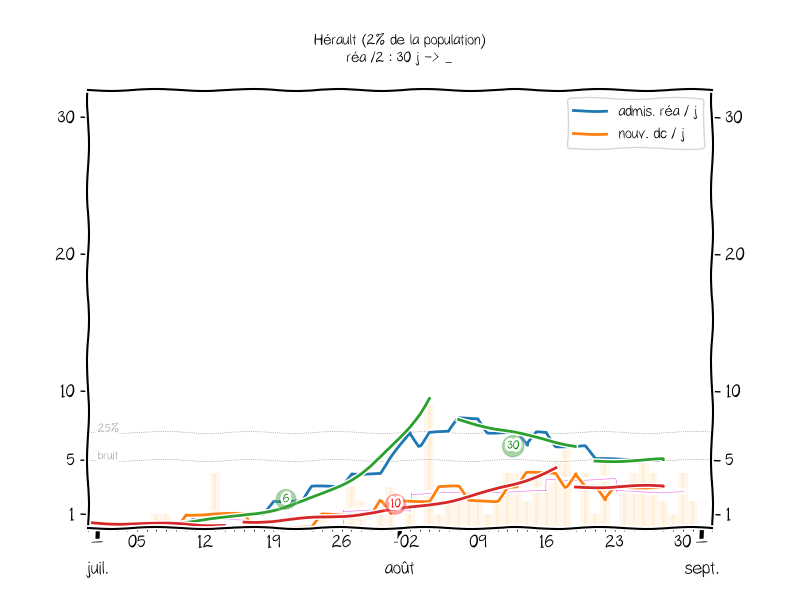 Hérault (2% de la population)
réa /2 : 30 j -> _
admis. réa / j
nouv. dc / j
30
30
20
20
10
10
25%
bruit
5
5
1
1
6
10
30
05
12
19
26
02
09
16
23
30
juil.
août
sept.